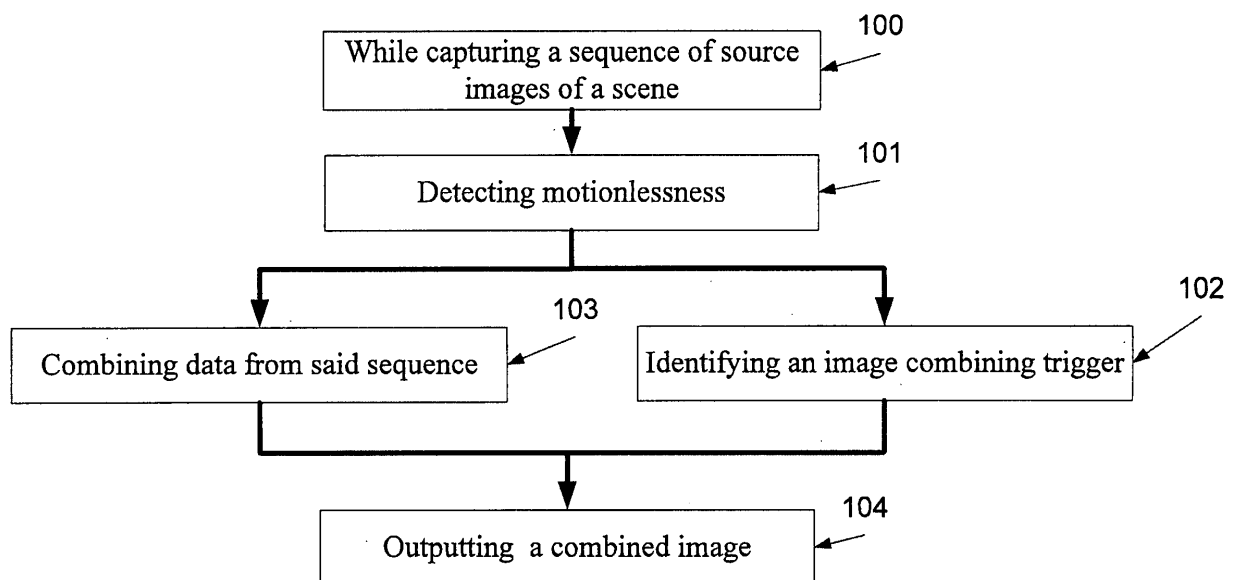 100
While capturing a sequence of source
images of a scene
101
Detecting motionlessness
103
102
Combining data from said sequence
Identifying an image combining trigger
104
Outputting a combined image